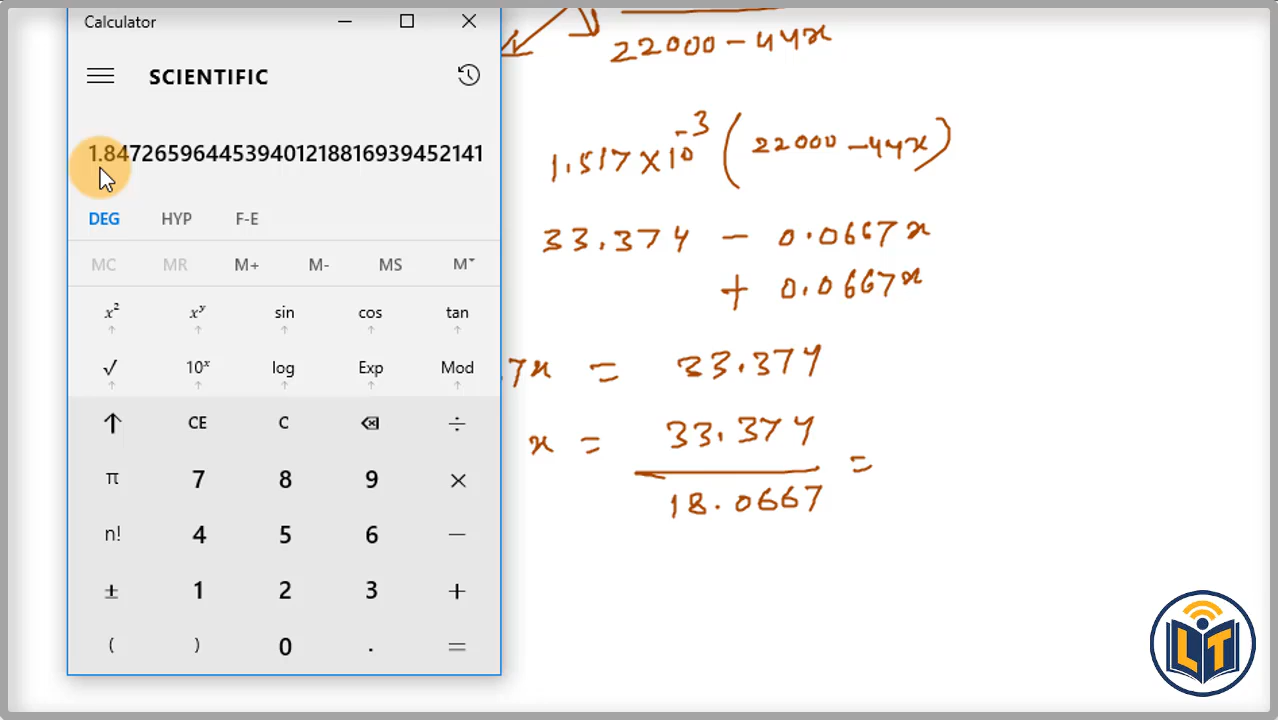 Calculator
SCIENTIFIC
1.8472659644539401218816939452141
DEG HYP F-E
MC MR M+ M- MS M˅
x² xʸ sin cos tan
√ 10ˣ log Exp Mod
↑ CE C ⌫ ÷
π 7 8 9 ×
n! 4 5 6 −
± 1 2 3 +
( ) 0 . =
22000 - 44x
1.517 × 10⁻³ ( 22000 - 44x )
33.374 - 0.0667x
+ 0.0667x
7x = 33.374
x = 33.374
18.0667 =
LT